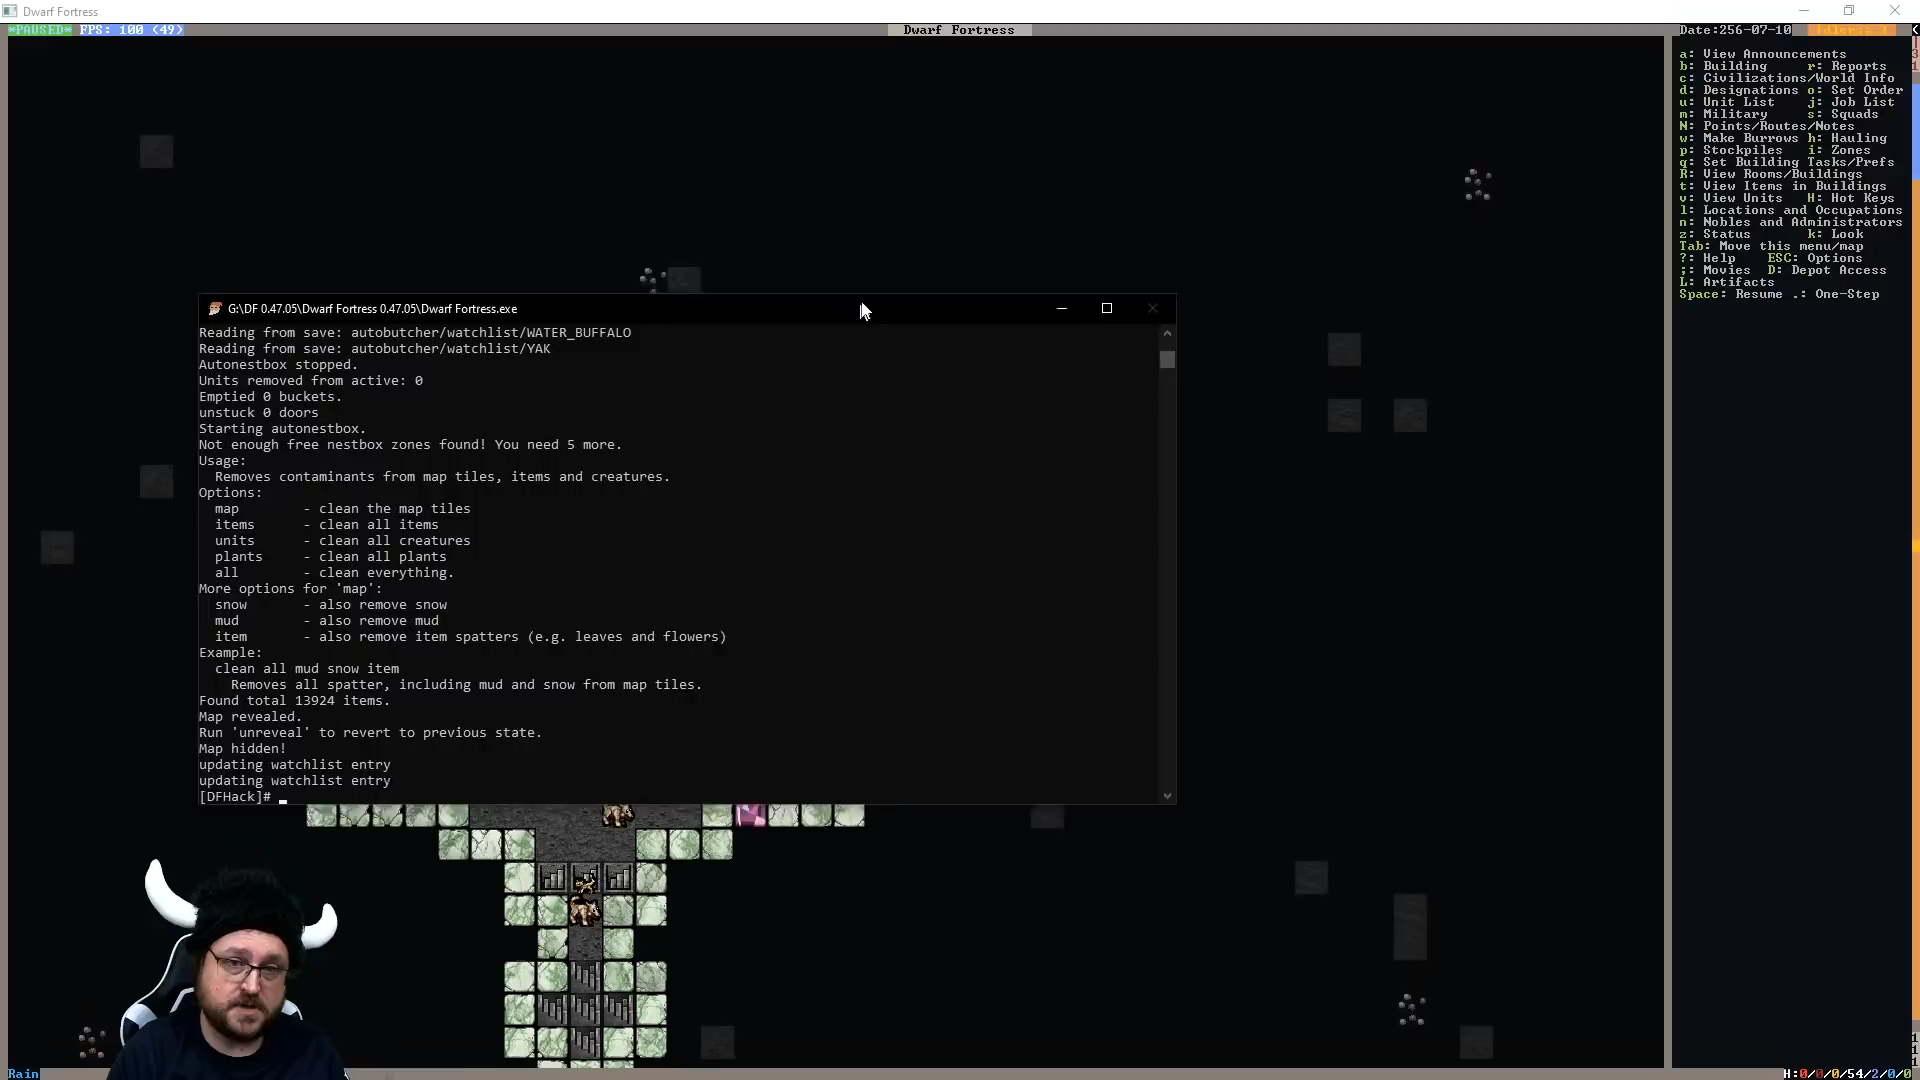 Dwarf Fortress
*PAUSED* FPS: 100 (49)
Dwarf Fortress
Date:256-07-10
Idlers: 1
a: View Announcements
b: Building r: Reports
c: Civilizations/World Info
d: Designations o: Set Order
u: Unit List j: Job List
m: Military s: Squads
N: Points/Routes/Notes
w: Make Burrows h: Hauling
p: Stockpiles i: Zones
q: Set Building Tasks/Prefs
R: View Rooms/Buildings
t: View Items in Buildings
v: View Units H: Hot Keys
l: Locations and Occupations
n: Nobles and Administrators
z: Status k: Look
Tab: Move this menu/map
?: Help ESC: Options
;: Movies D: Depot Access
L: Artifacts
Space: Resume .: One-Step
G:\DF 0.47.05\Dwarf Fortress 0.47.05\Dwarf Fortress.exe
Reading from save: autobutcher/watchlist/WATER_BUFFALO
Reading from save: autobutcher/watchlist/YAK
Autonestbox stopped.
Units removed from active: 0
Emptied 0 buckets.
unstuck 0 doors
Starting autonestbox.
Not enough free nestbox zones found! You need 5 more.
Usage:
Removes contaminants from map tiles, items and creatures.
Options:
map - clean the map tiles
items - clean all items
units - clean all creatures
plants - clean all plants
all - clean everything.
More options for 'map':
snow - also remove snow
mud - also remove mud
item - also remove item spatters (e.g. leaves and flowers)
Example:
clean all mud snow item
Removes all spatter, including mud and snow from map tiles.
Found total 13924 items.
Map revealed.
Run 'unreveal' to revert to previous state.
Map hidden!
updating watchlist entry
updating watchlist entry
[DFHack]#
Rain
H:0/0/0/54/2/0/0